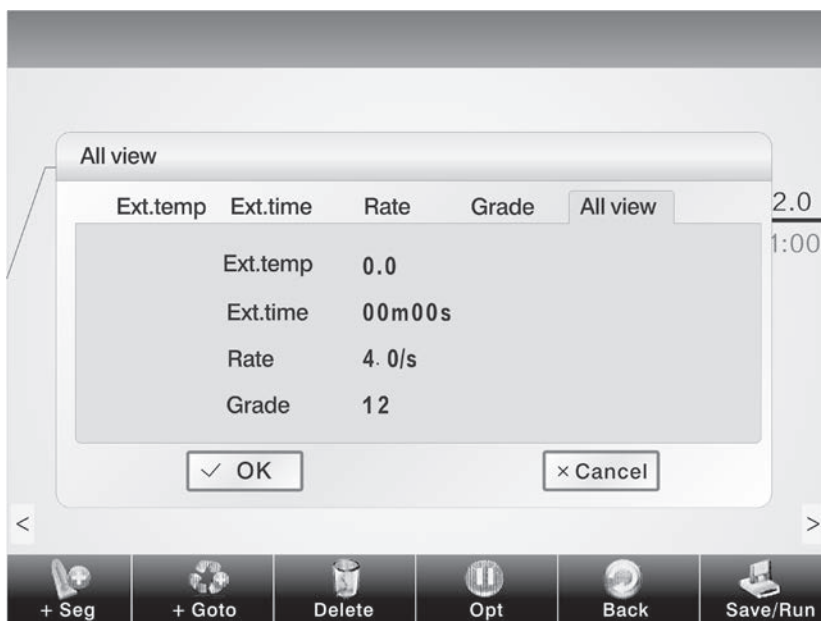 All view
Ext.temp Ext.time Rate Grade All view
2.0
1:00
Ext.temp 0.0
Ext.time 00m00s
Rate 4.0/s
Grade 12
✓ OK × Cancel
< >
+ Seg + Goto Delete Opt Back Save/Run